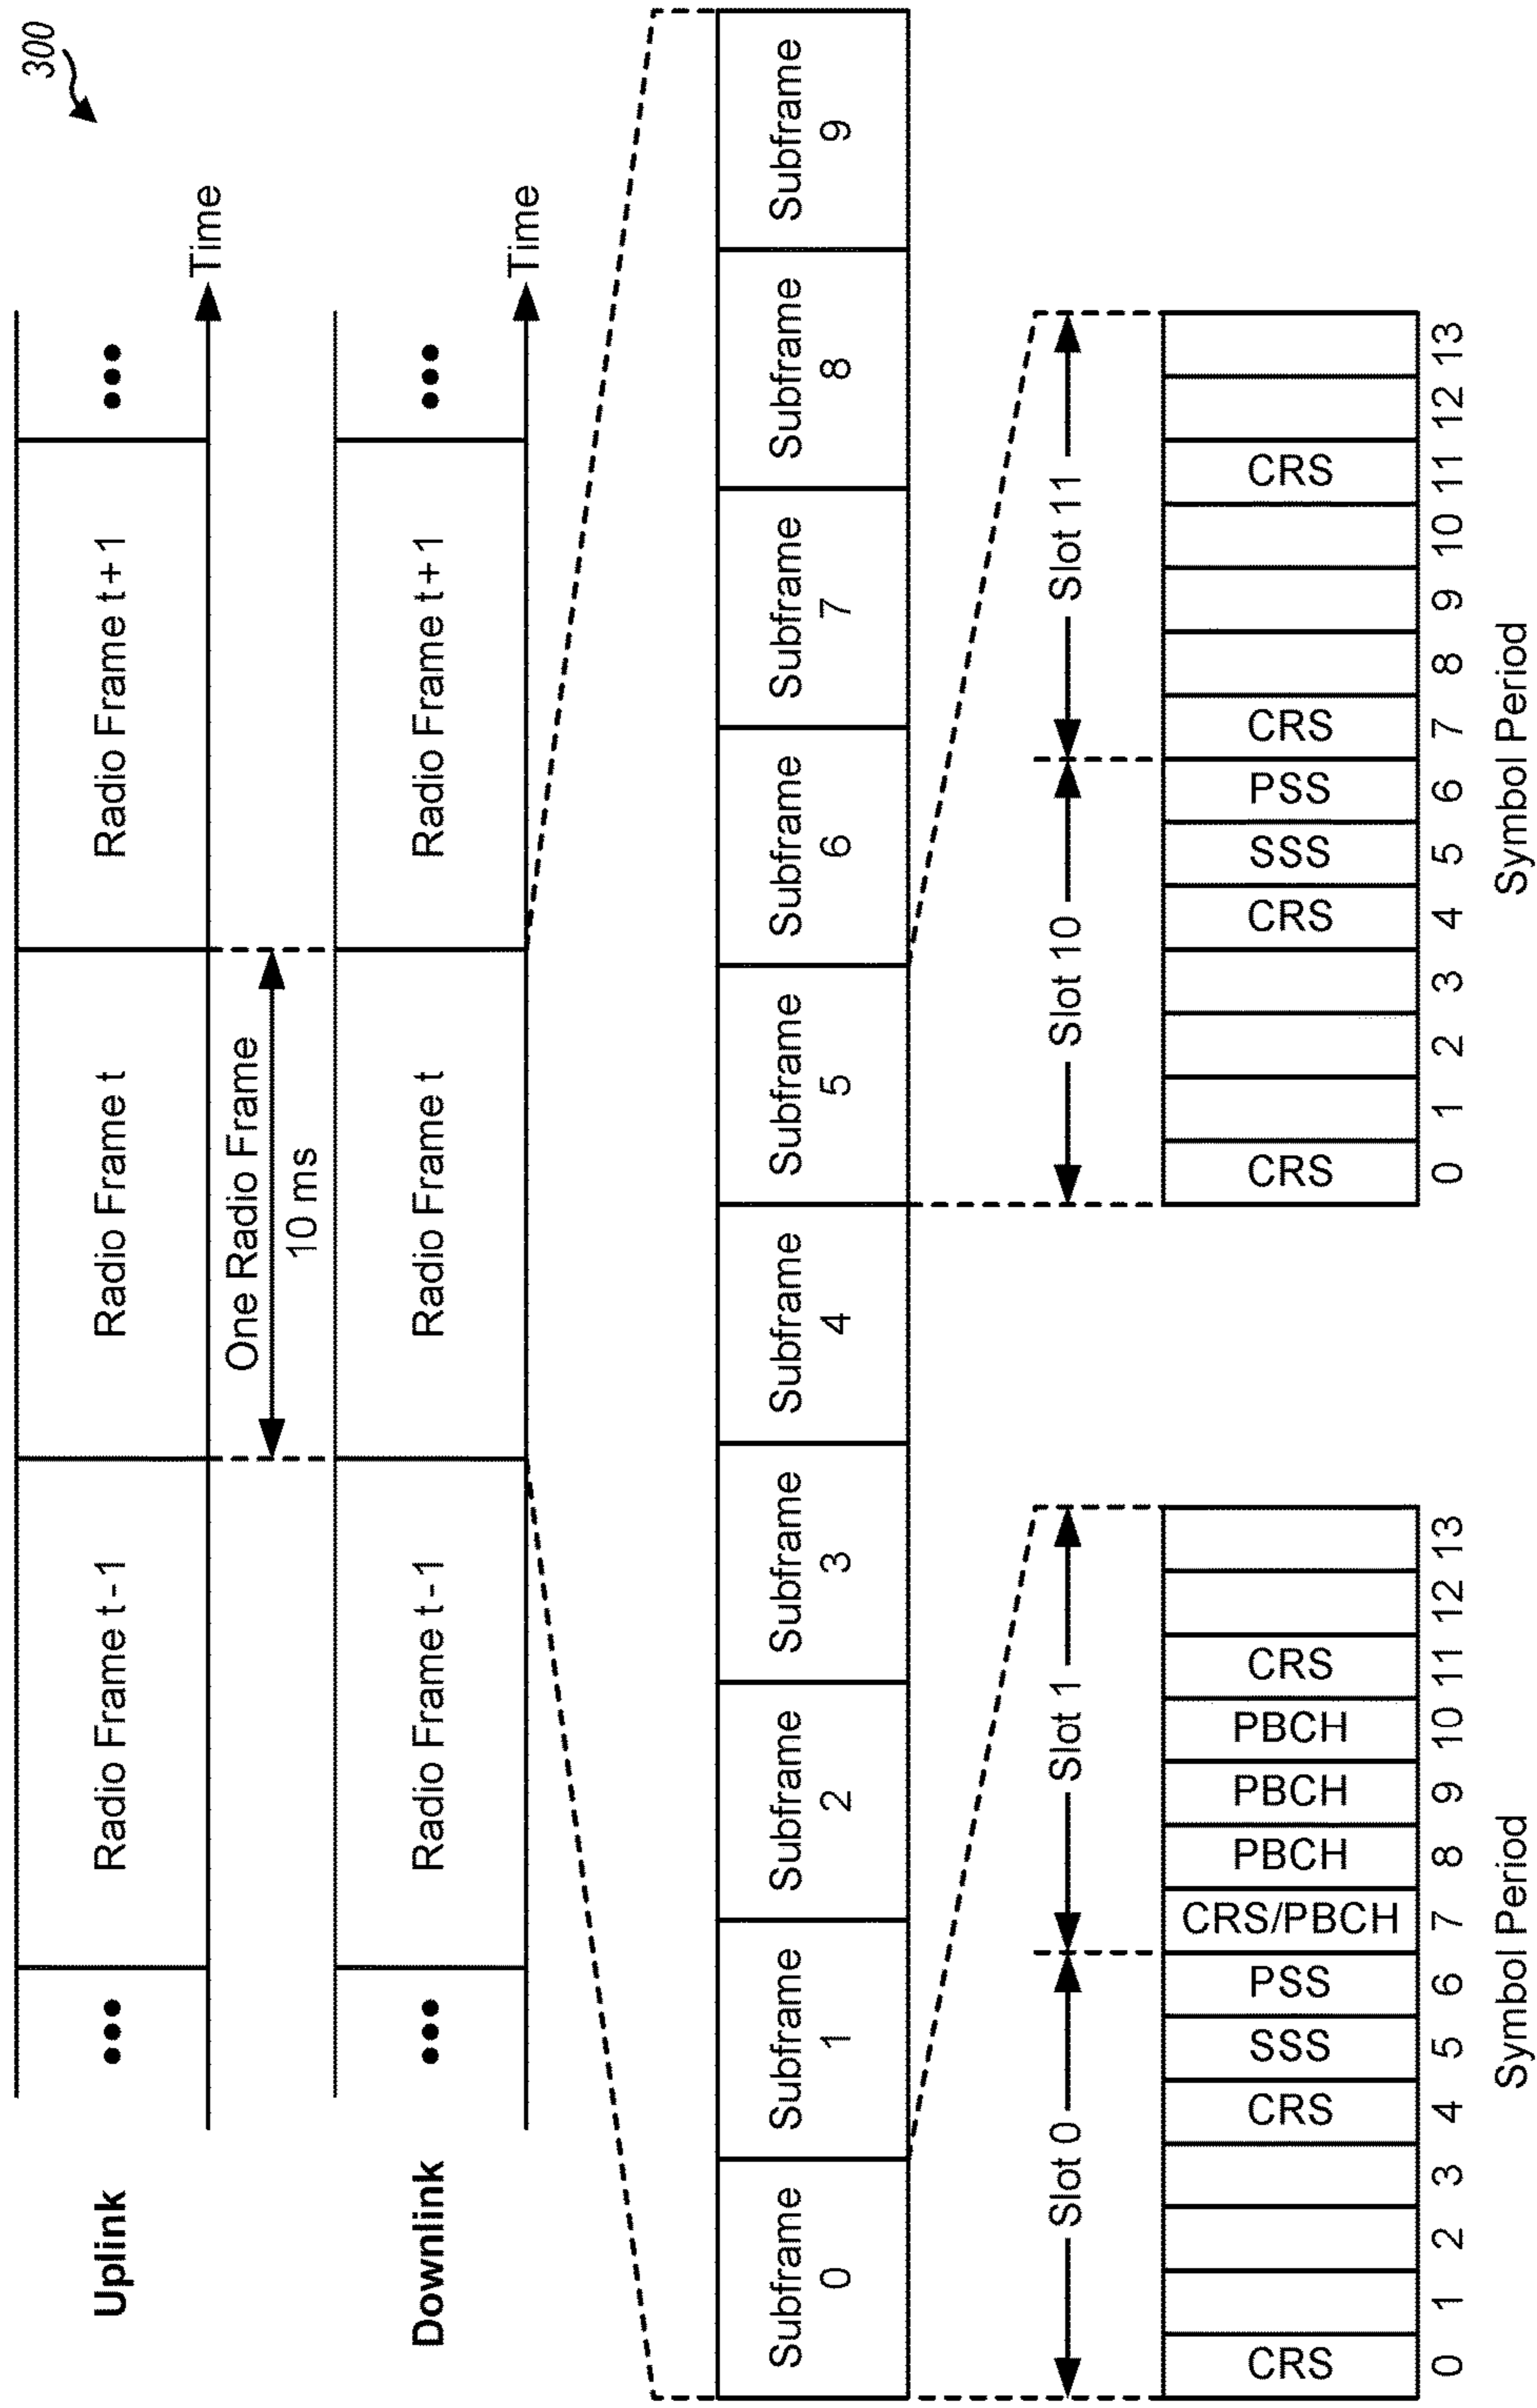 300
Uplink
Radio Frame t-1
Radio Frame t
Radio Frame t+1
Time
One Radio Frame
10 ms
Downlink
Radio Frame t-1
Radio Frame t
Radio Frame t+1
Time
Subframe
0
Subframe
1
Subframe
2
Subframe
3
Subframe
4
Subframe
5
Subframe
6
Subframe
7
Subframe
8
Subframe
9
Slot 0
Slot 1
CRS
CRS
SSS
PSS
CRS/PBCH
PBCH
PBCH
PBCH
CRS
0 1 2 3 4 5 6 7 8 9 10 11 12 13
Symbol Period
Slot 10
Slot 11
CRS
CRS
SSS
PSS
CRS
CRS
0 1 2 3 4 5 6 7 8 9 10 11 12 13
Symbol Period